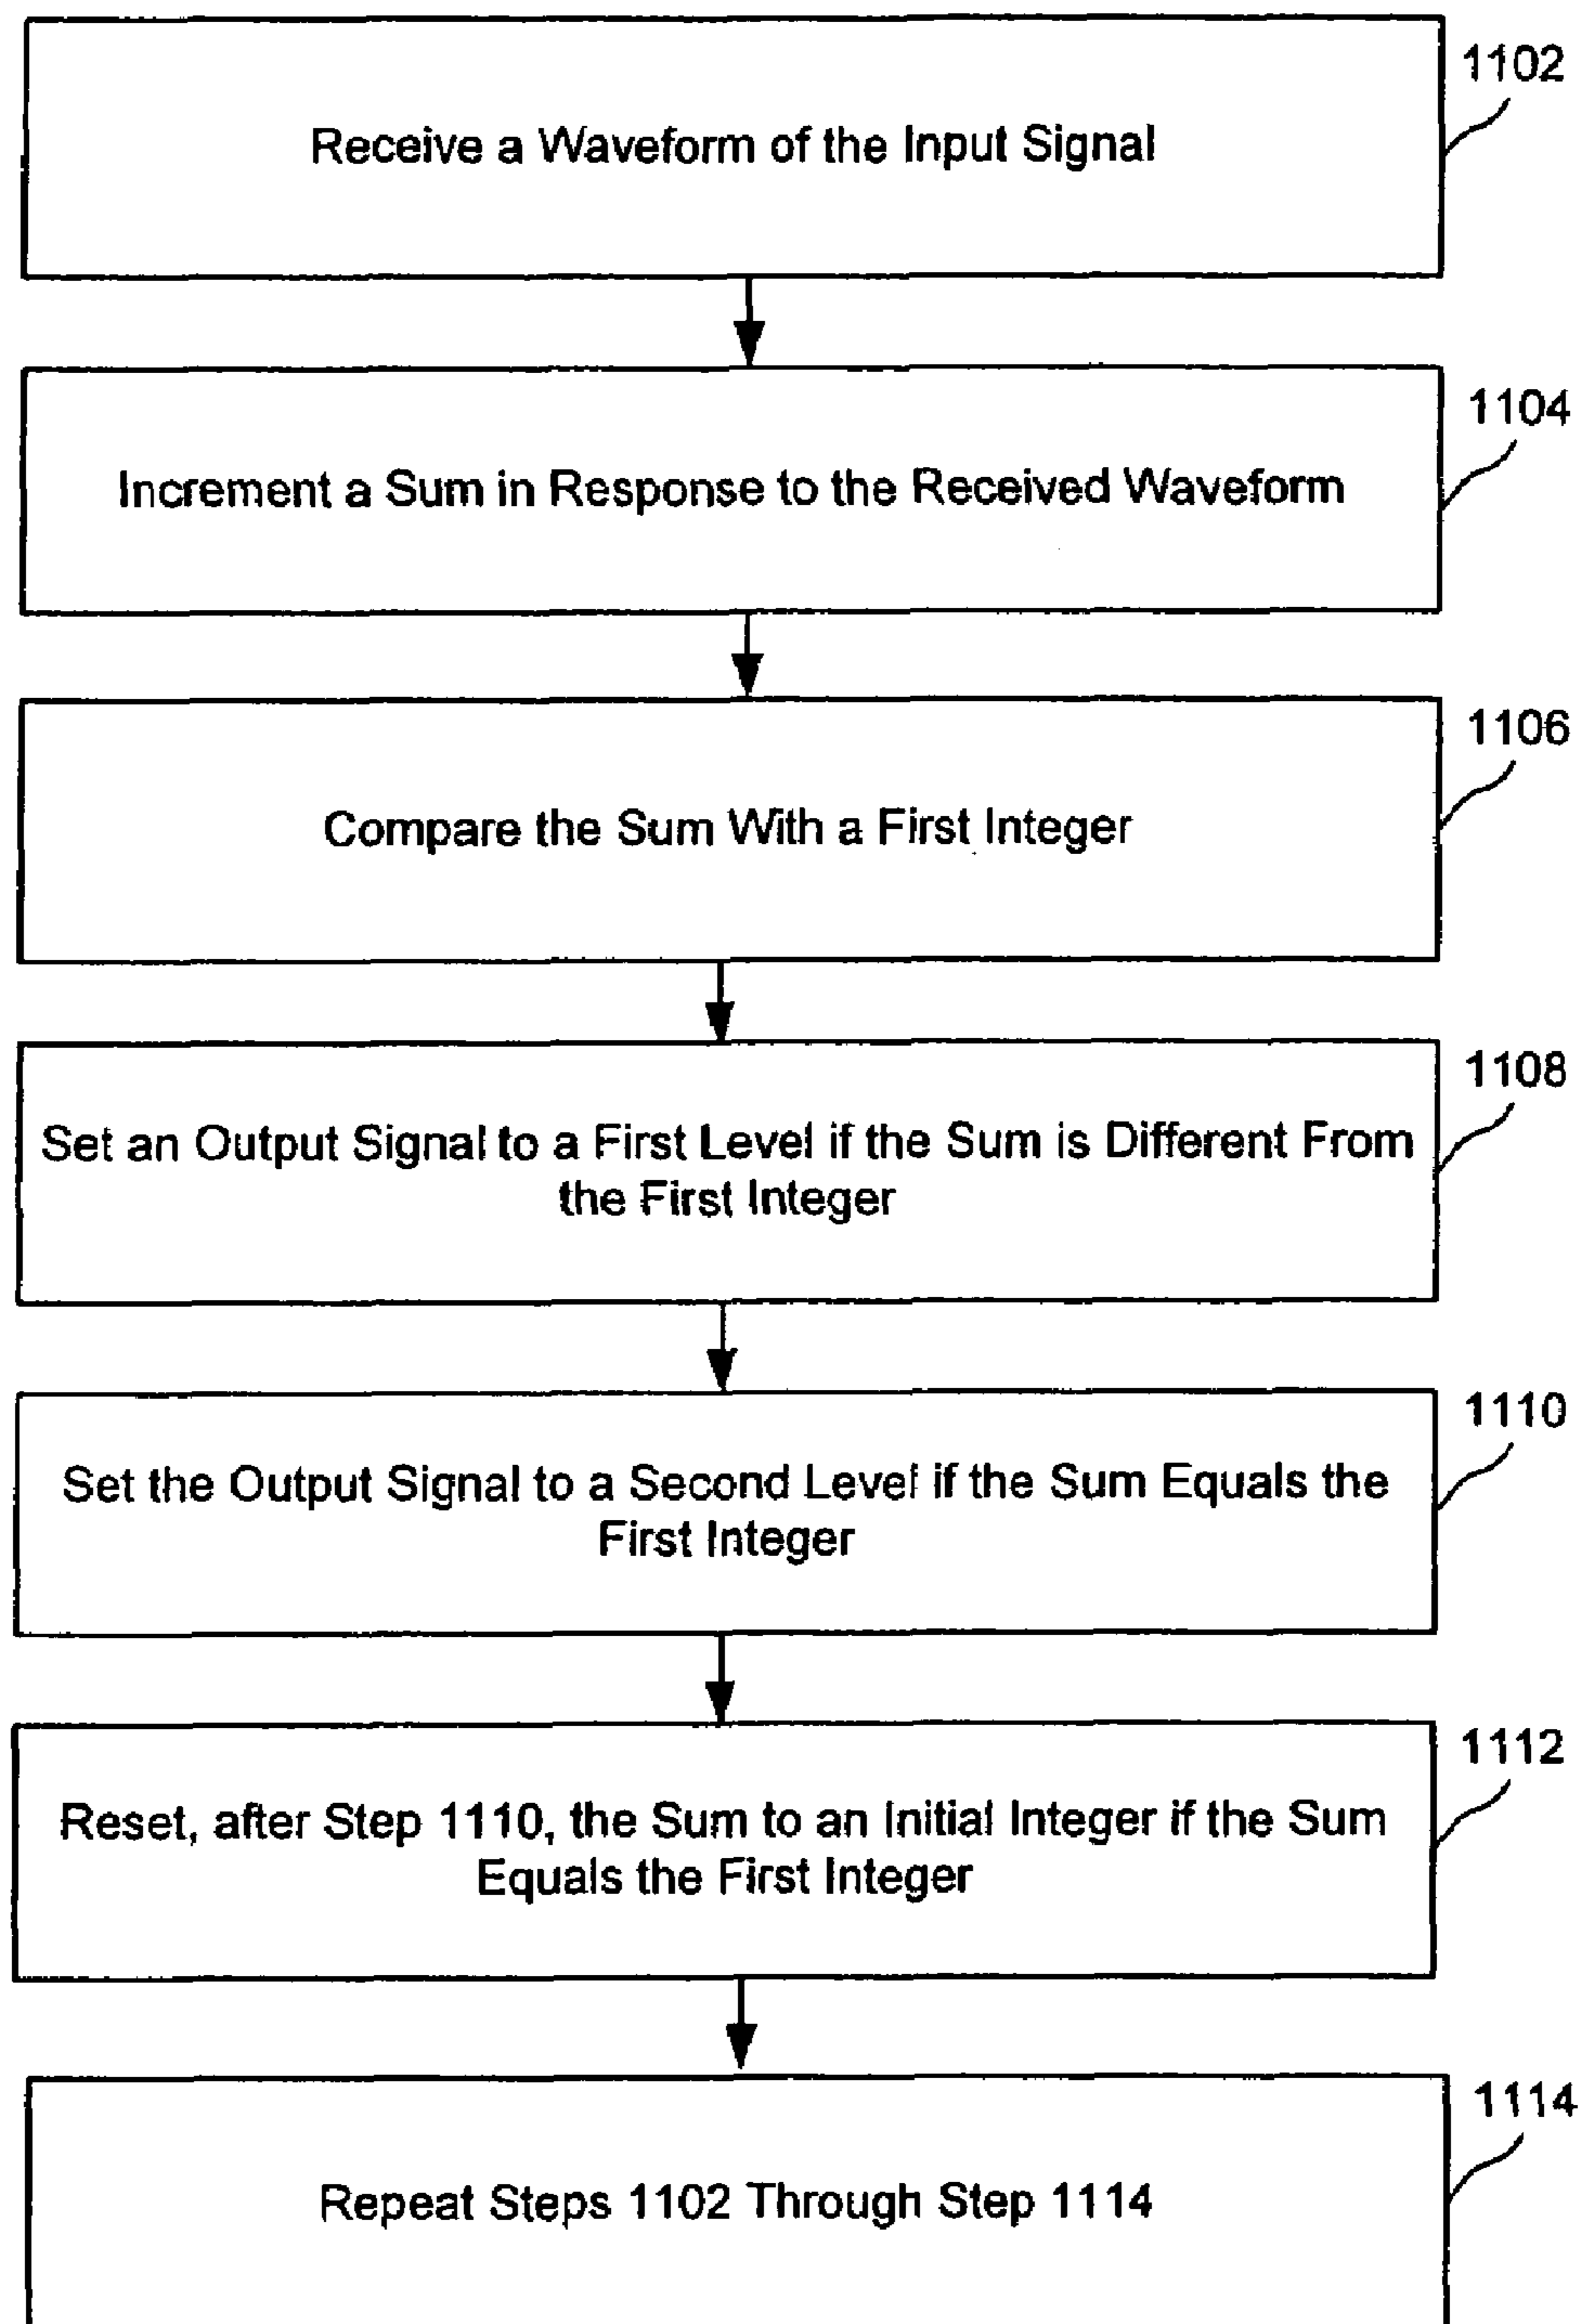 1102
Receive a Waveform of the Input Signal
1104
Increment a Sum in Response to the Received Waveform
1106
Compare the Sum With a First Integer
1108
Set an Output Signal to a First Level if the Sum is Different From
the First Integer
1110
Set the Output Signal to a Second Level if the Sum Equals the
First Integer
1112
Reset, after Step 1110, the Sum to an Initial Integer if the Sum
Equals the First Integer
1114
Repeat Steps 1102 Through Step 1114